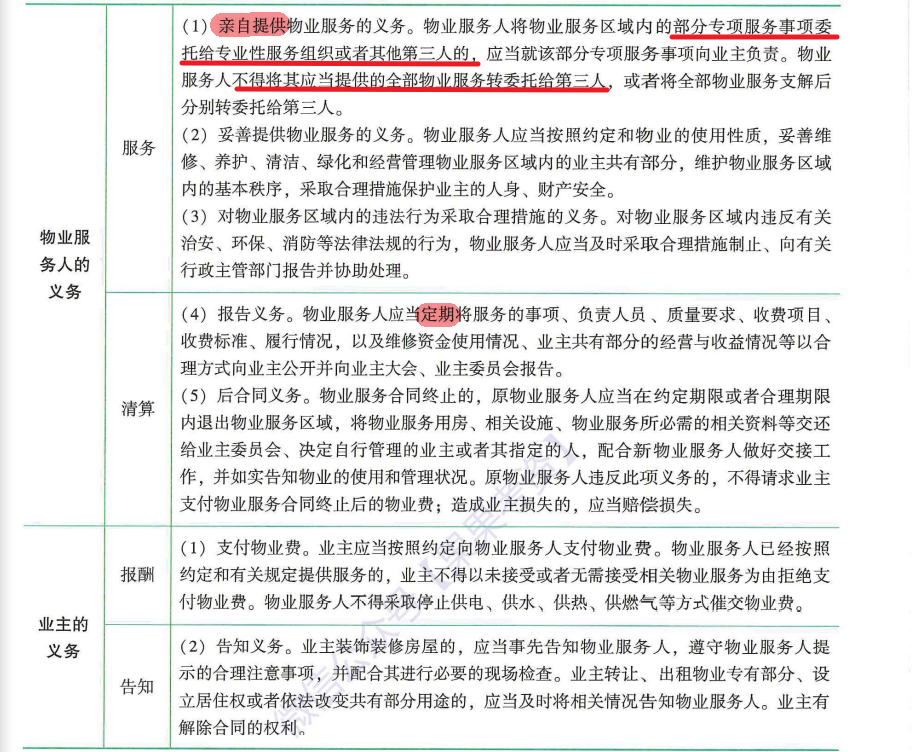 物业服
务人的
义务
服务
(1) 亲自提供物业服务的义务。物业服务人将物业服务区域内的部分专项服务事项委
托给专业性服务组织或者其他第三人的，应当就该部分专项服务事项向业主负责。物业
服务人不得将其应当提供的全部物业服务转委托给第三人，或者将全部物业服务支解后
分别转委托给第三人。
(2) 妥善提供物业服务的义务。物业服务人应当按照约定和物业的使用性质，妥善维
修、养护、清洁、绿化和经营管理物业服务区域内的业主共有部分，维护物业服务区域
内的基本秩序，采取合理措施保护业主的人身、财产安全。
(3) 对物业服务区域内的违法行为采取合理措施的义务。对物业服务区域内违反有关
治安、环保、消防等法律法规的行为，物业服务人应当及时采取合理措施制止、向有关
行政主管部门报告并协助处理。
清算
(4) 报告义务。物业服务人应当定期将服务的事项、负责人员、质量要求、收费项目、
收费标准、履行情况，以及维修资金使用情况、业主共有部分的经营与收益情况等以合
理方式向业主公开并向业主大会、业主委员会报告。
(5) 后合同义务。物业服务合同终止的，原物业服务人应当在约定期限或者合理期限
内退出物业服务区域，将物业服务用房、相关设施、物业服务所必需的相关资料等交还
给业主委员会、决定自行管理的业主或者其指定的人，配合新物业服务人做好交接工
作，并如实告知物业的使用和管理状况。原物业服务人违反此项义务的，不得请求业主
支付物业服务合同终止后的物业费；造成业主损失的，应当赔偿损失。
业主的
义务
报酬
(1) 支付物业费。业主应当按照约定向物业服务人支付物业费。物业服务人已经按照
约定和有关规定提供服务的，业主不得以未接受或者无需接受相关物业服务为由拒绝支
付物业费。物业服务人不得采取停止供电、供水、供热、供燃气等方式催交物业费。
告知
(2) 告知义务。业主装饰装修房屋的，应当事先告知物业服务人，遵守物业服务人提
示的合理注意事项，并配合其进行必要的现场检查。业主转让、出租物业专有部分、设
立居住权或者依法改变共有部分用途的，应当及时将相关情况告知物业服务人。业主有
解除合同的权利。
微信公众号【早果考资】